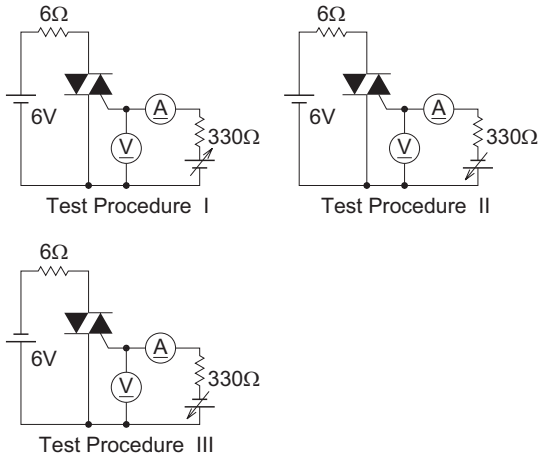 6Ω
6V
A
V
330Ω
Test Procedure I
6Ω
6V
A
V
330Ω
Test Procedure II
6Ω
6V
A
V
330Ω
Test Procedure III